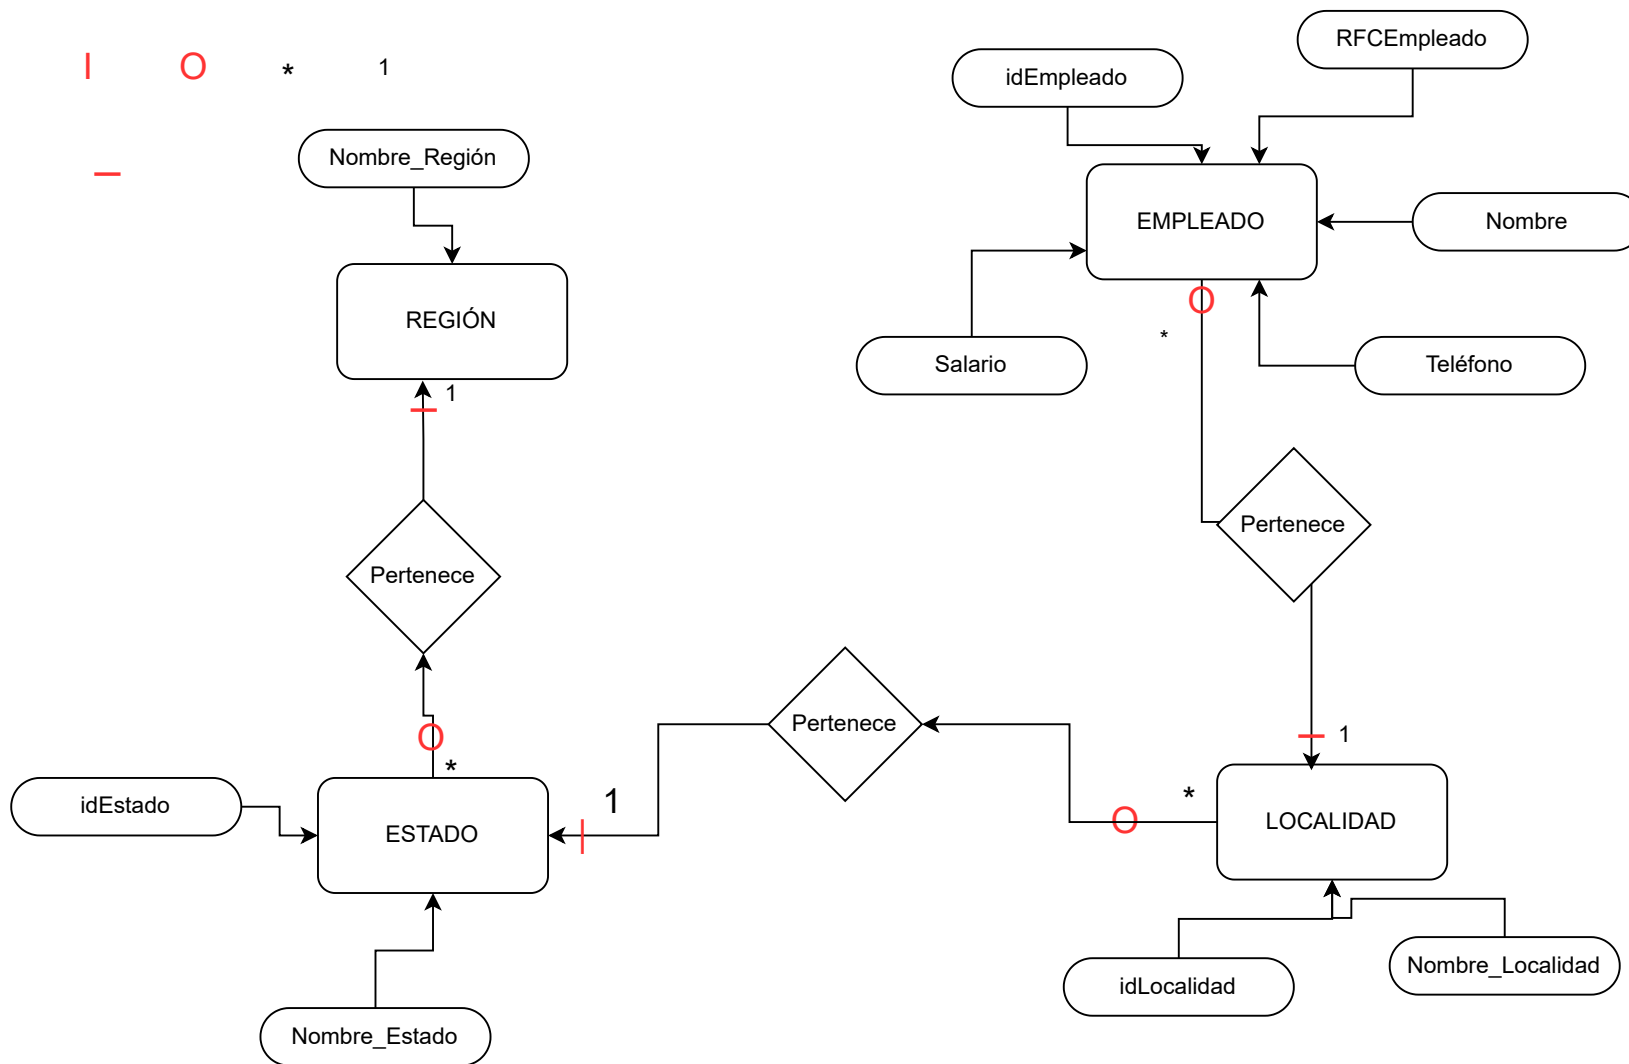 RFCEmpleado
I O * 1
idEmpleado
Nombre_Región
EMPLEADO
Nombre
REGIÓN
O
*
Salario
Teléfono
1
Pertenece
Pertenece
Pertenece
O
*
1
idEstado
1
*
O
ESTADO
LOCALIDAD
Nombre_Localidad
idLocalidad
Nombre_Estado